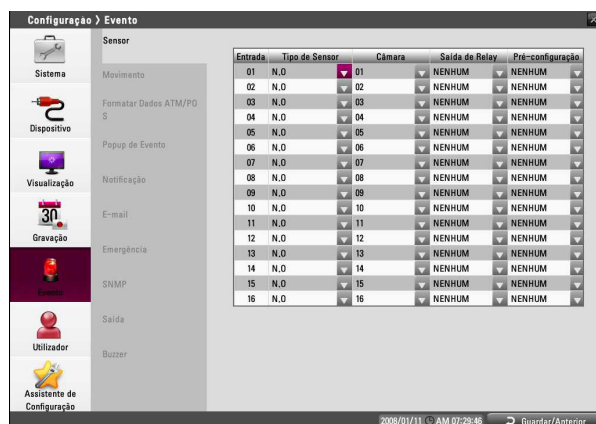 Configuração 〉 Evento
Sistema
Dispositivo
Visualização
Gravação
30
Evento
Utilizador
Assistente de
Configuração
Sensor
Movimento
Formatar Dados ATM/PO
S
Popup de Evento
Notificação
E-mail
Emergência
SNMP
Saída
Buzzer
Entrada Tipo de Sensor Câmara Saída de Relay Pré-configuração
01 N.O 01 NENHUM NENHUM
02 N.O 02 NENHUM NENHUM
03 N.O 03 NENHUM NENHUM
04 N.O 04 NENHUM NENHUM
05 N.O 05 NENHUM NENHUM
06 N.O 06 NENHUM NENHUM
07 N.O 07 NENHUM NENHUM
08 N.O 08 NENHUM NENHUM
09 N.O 09 NENHUM NENHUM
10 N.O 10 NENHUM NENHUM
11 N.O 11 NENHUM NENHUM
12 N.O 12 NENHUM NENHUM
13 N.O 13 NENHUM NENHUM
14 N.O 14 NENHUM NENHUM
15 N.O 15 NENHUM NENHUM
16 N.O 16 NENHUM NENHUM
2008/01/11 AM 07:29:46 Guardar/Anterior